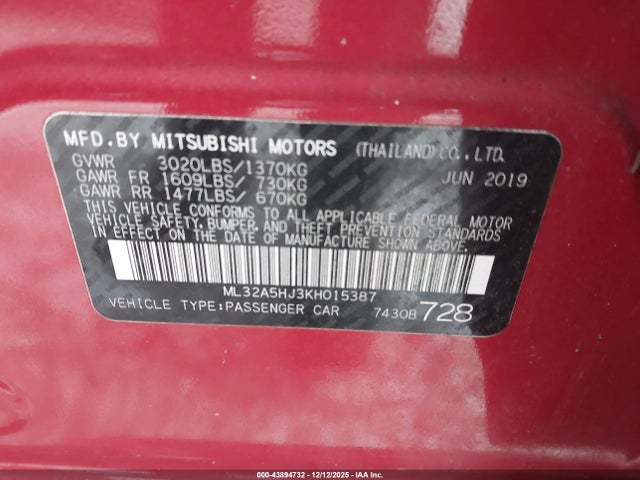 MFD. BY MITSUBISHI MOTORS (THAILAND) CO., LTD.
GVWR 3020LBS/1370KG JUN 2019
GAWR FR 1609LBS/ 730KG
GAWR RR 1477LBS/ 670KG
THIS VEHICLE CONFORMS TO ALL APPLICABLE FEDERAL MOTOR
VEHICLE SAFETY, BUMPER, AND THEFT PREVENTION STANDARDS
IN EFFECT ON THE DATE OF MANUFACTURE SHOWN ABOVE.
ML32A5HJ3KH015387
VEHICLE TYPE:PASSENGER CAR 7430B 728
000-43894732 - 12/12/2025 - IAA Inc.